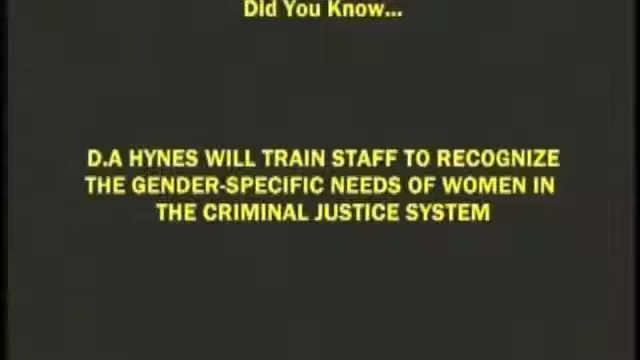 Did You Know...
D.A HYNES WILL TRAIN STAFF TO RECOGNIZE
THE GENDER-SPECIFIC NEEDS OF WOMEN IN
THE CRIMINAL JUSTICE SYSTEM